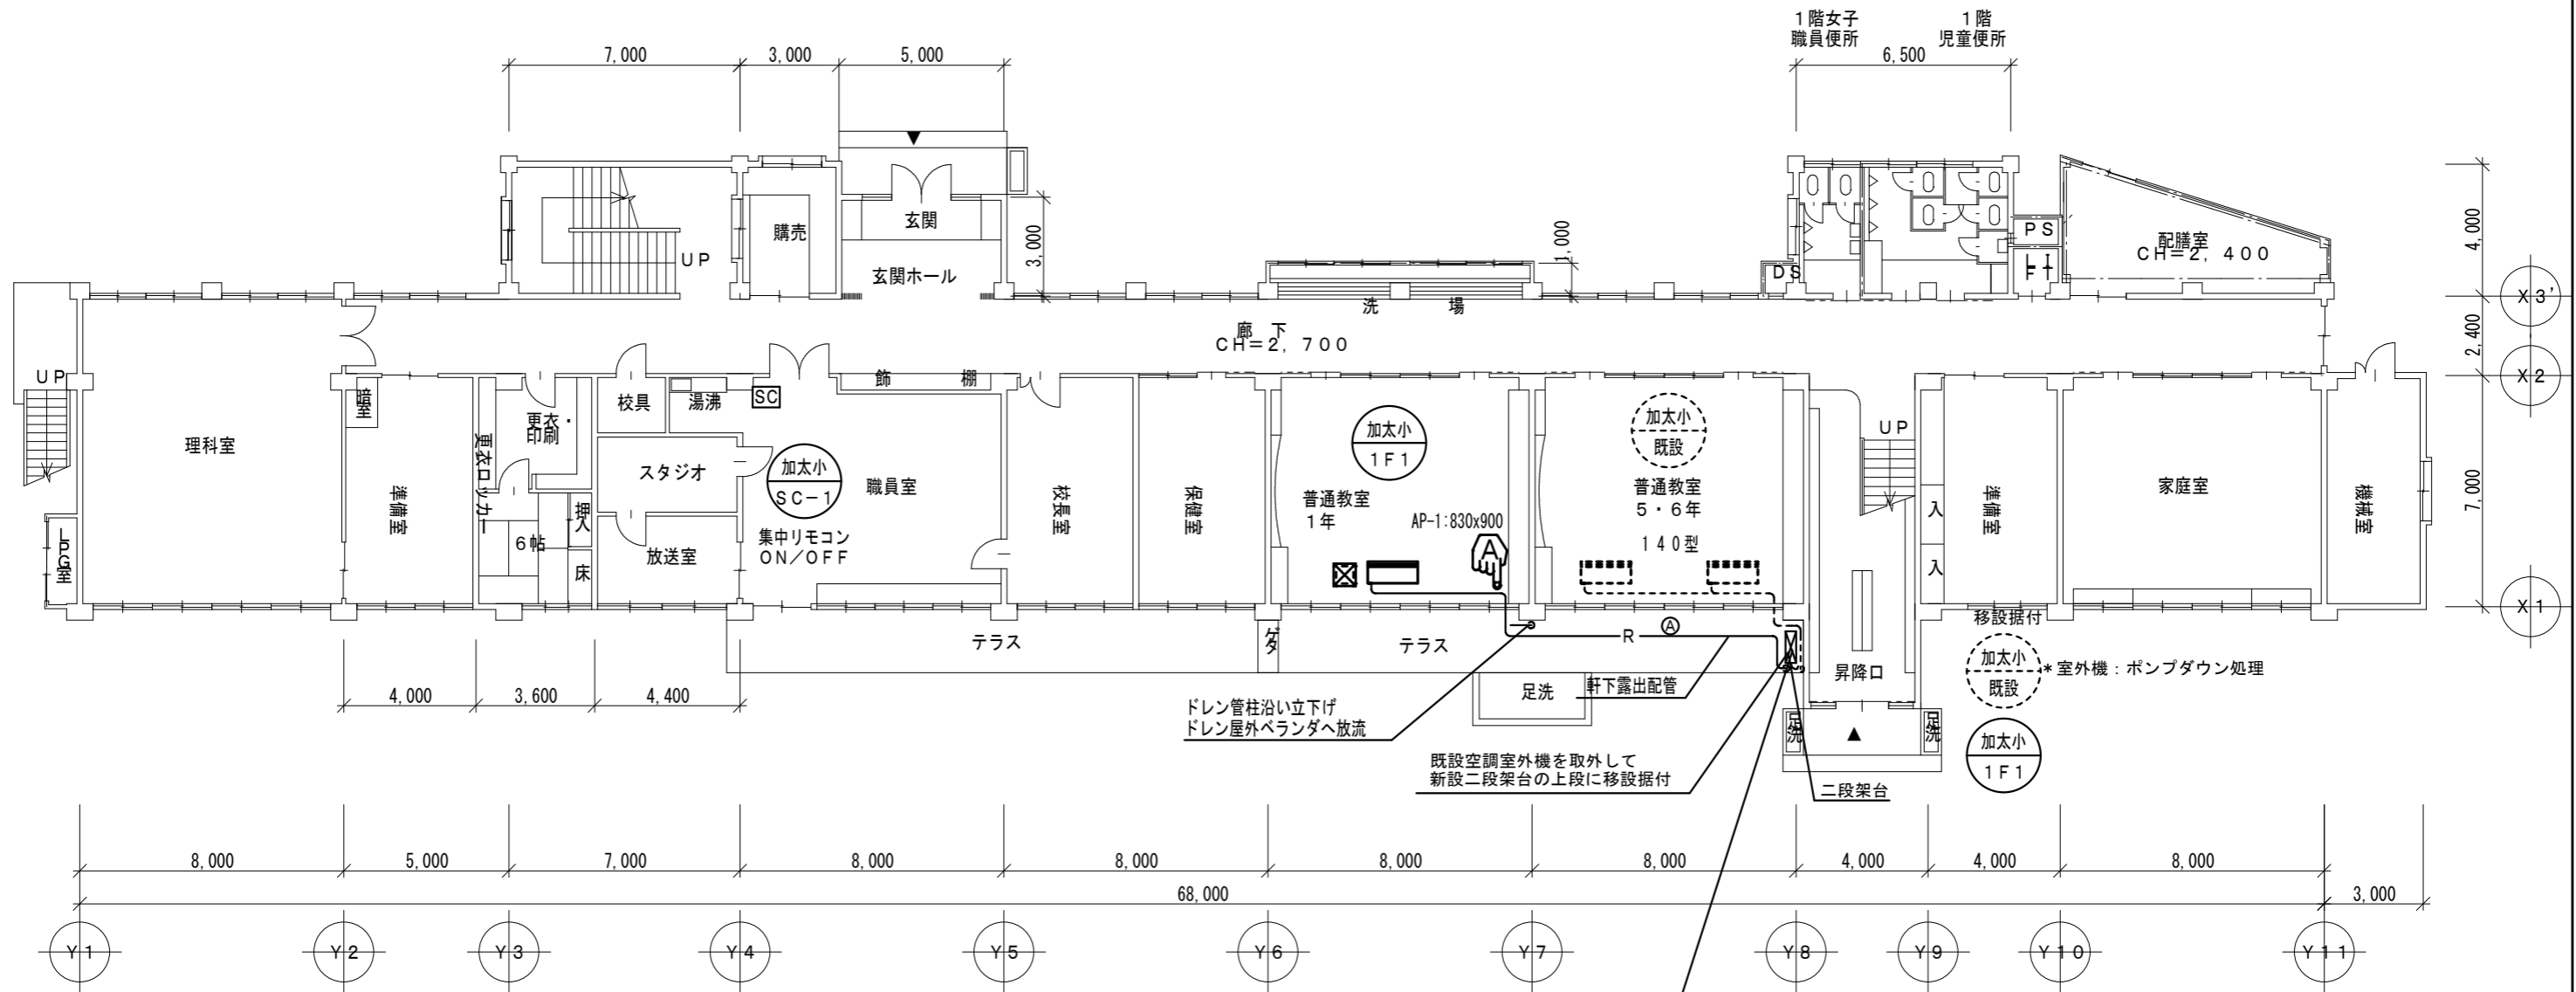 １階女子
職員便所
１階
児童便所
7,000
3,000
5,000
6,500
玄関
購売
玄関ホール
UP
3,000
1,000
PS
DS
配膳室
CH=2,400
4,000
洗　場
廊　下
CH=2,700
X3'
2,400
X2
UP
暗室
更衣・
印刷
校具
湯沸
SC
飾　棚
理科室
準備室
更衣ロッカー
スタジオ
加太小
SC-1
職員室
集中リモコン
ON/OFF
放送室
6帖
押入
床
LPG室
校長室
保健室
加太小
1F1
普通教室
1年
AP-1:830x900
A
加太小
既設
普通教室
5・6年
140型
UP
入
入
準備室
家庭室
機械室
7,000
X1
テラス
ゲタ
テラス
R
A
足洗
軒下露出配管
昇降口
足洗
足洗
移設据付
加太小
既設
*室外機：ポンプダウン処理
加太小
1F1
4,000
3,600
4,400
ドレン管柱沿い立下げ
ドレン屋外ベランダへ放流
既設空調室外機を取外して
新設二段架台の上段に移設据付
二段架台
8,000
5,000
7,000
8,000
8,000
8,000
8,000
4,000
4,000
8,000
68,000
3,000
Y1
Y2
Y3
Y4
Y5
Y6
Y7
Y8
Y9
Y10
Y11